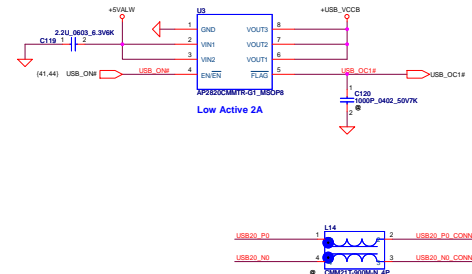 +5VALW
+USB_VCCB
U3
2.2U_0603_6.3V6K
C119 1 2
1 GND VOUT3 8
2 VIN1 VOUT2 7
3 VIN2 VOUT1 6
4 EN/EN FLAG 5
(41,44) USB_ON# USB_ON#
USB_OC1# USB_OC1#
AP2820CMMTR-G1_MSOP8
Low Active 2A
1
C120
1000P_0402_50V7K
@
2
L14
USB20_P0 1 2 USB20_P0_CONN
USB20_N0 4 3 USB20_N0_CONN
@